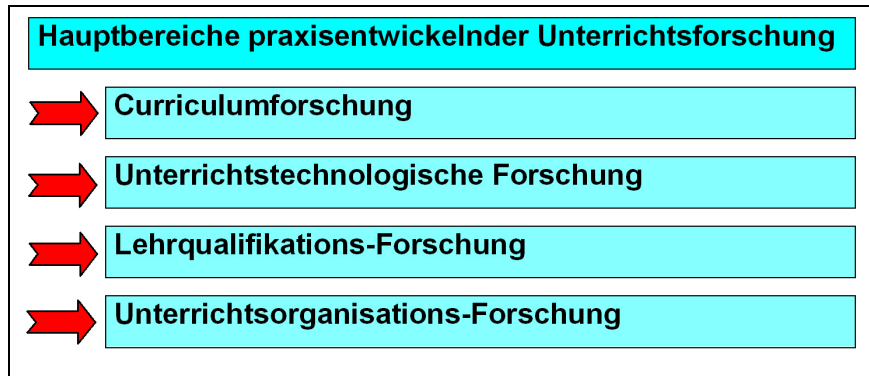 Hauptbereiche praxisentwickelnder Unterrichtsforschung
Curriculumforschung
Unterrichtstechnologische Forschung
Lehrqualifikations-Forschung
Unterrichtsorganisations-Forschung